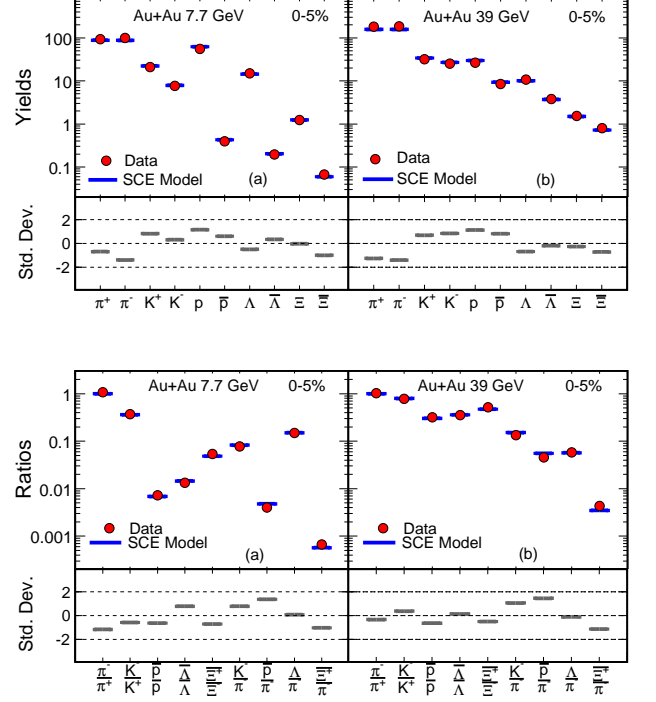 Au+Au 7.7 GeV 0-5%
Au+Au 39 GeV 0-5%
Yields
100
10
1
0.1
Data
SCE Model
(a)
Data
SCE Model
(b)
Std. Dev.
2
0
-2
π⁺ π⁻ K⁺ K⁻ p p̅ Λ Λ̅ Ξ Ξ̅
π⁺ π⁻ K⁺ K⁻ p p̅ Λ Λ̅ Ξ Ξ̅
Au+Au 7.7 GeV 0-5%
Au+Au 39 GeV 0-5%
Ratios
1
0.1
0.01
0.001
Data
SCE Model
(a)
Data
SCE Model
(b)
Std. Dev.
2
0
-2
π⁻ K⁻ p̅ Λ̅ Ξ̅⁺ K⁻ p̅ Λ Ξ̅⁺
π⁺ K⁺ p Λ Ξ⁻ π⁻ π⁻ π⁻ π⁻
π⁻ K⁻ p̅ Λ̅ Ξ̅⁺ K⁻ p̅ Λ Ξ̅⁺
π⁺ K⁺ p Λ Ξ⁻ π⁻ π⁻ π⁻ π⁻